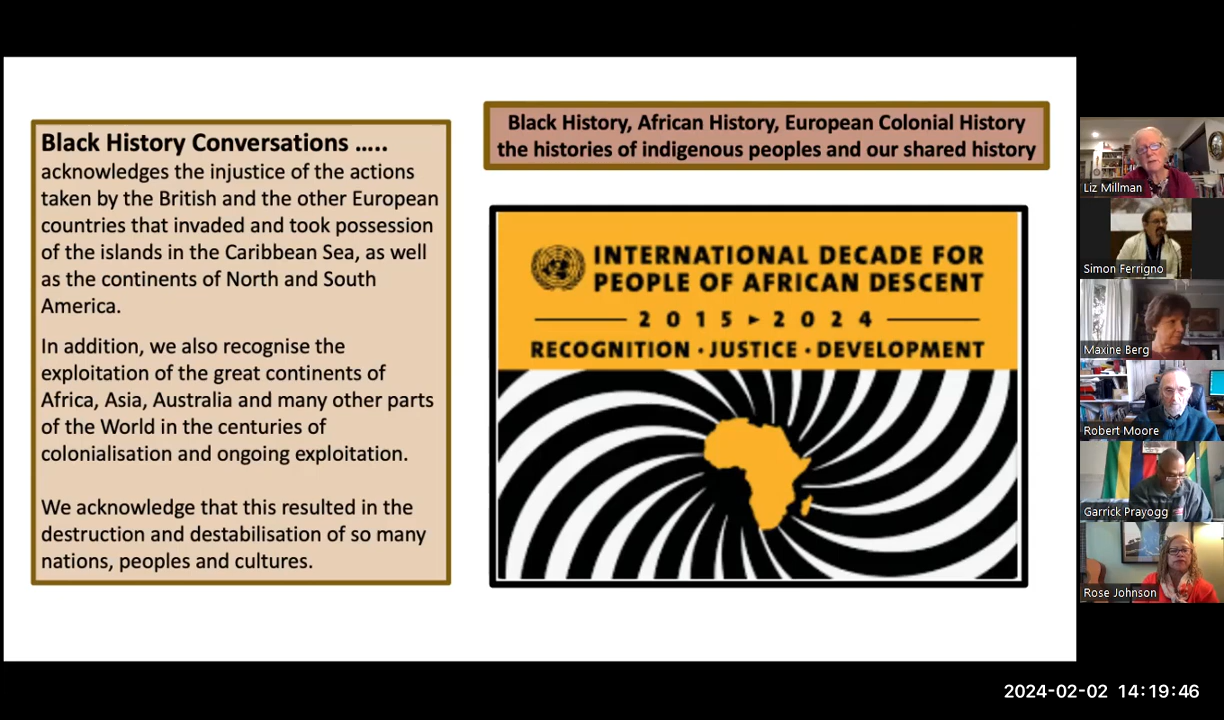 Black History Conversations …..
acknowledges the injustice of the actions
taken by the British and the other European
countries that invaded and took possession
of the islands in the Caribbean Sea, as well
as the continents of North and South
America.
In addition, we also recognise the
exploitation of the great continents of
Africa, Asia, Australia and many other parts
of the World in the centuries of
colonialisation and ongoing exploitation.
We acknowledge that this resulted in the
destruction and destabilisation of so many
nations, peoples and cultures.
Black History, African History, European Colonial History
the histories of indigenous peoples and our shared history
INTERNATIONAL DECADE FOR
PEOPLE OF AFRICAN DESCENT
2015 ▸ 2024
RECOGNITION · JUSTICE · DEVELOPMENT
Liz Millman
Simon Ferrigno
Maxine Berg
Robert Moore
Garrick Prayogg
Rose Johnson
2024-02-02 14:19:46